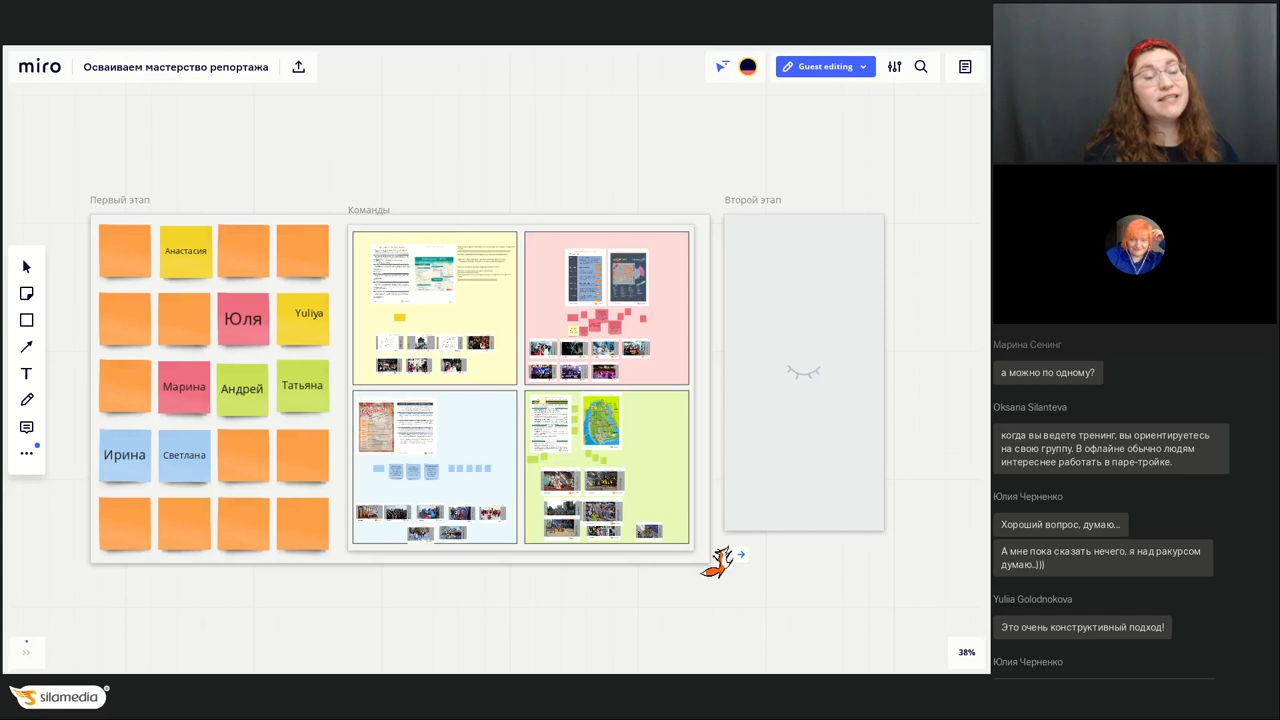 miro
Осваиваем мастерство репортажа
Guest editing
Первый этап
Команды
Второй этап
Анастасия
Юля
Yuliya
Марина
Андрей
Татьяна
Ирина
Светлана
38%
silamedia
Марина Сенинг
а можно по одному?
Oksana Silanteva
когда вы ведете тренинг, вы ориентируетесь
на свою группу. В офлайне обычно людям
интереснее работать в паре-тройке.
Юлия Черненко
Хороший вопрос, думаю...
А мне пока сказать нечего, я над ракурсом
думаю..)))
Yuliia Golodnokova
Это очень конструктивный подход!
Юлия Черненко